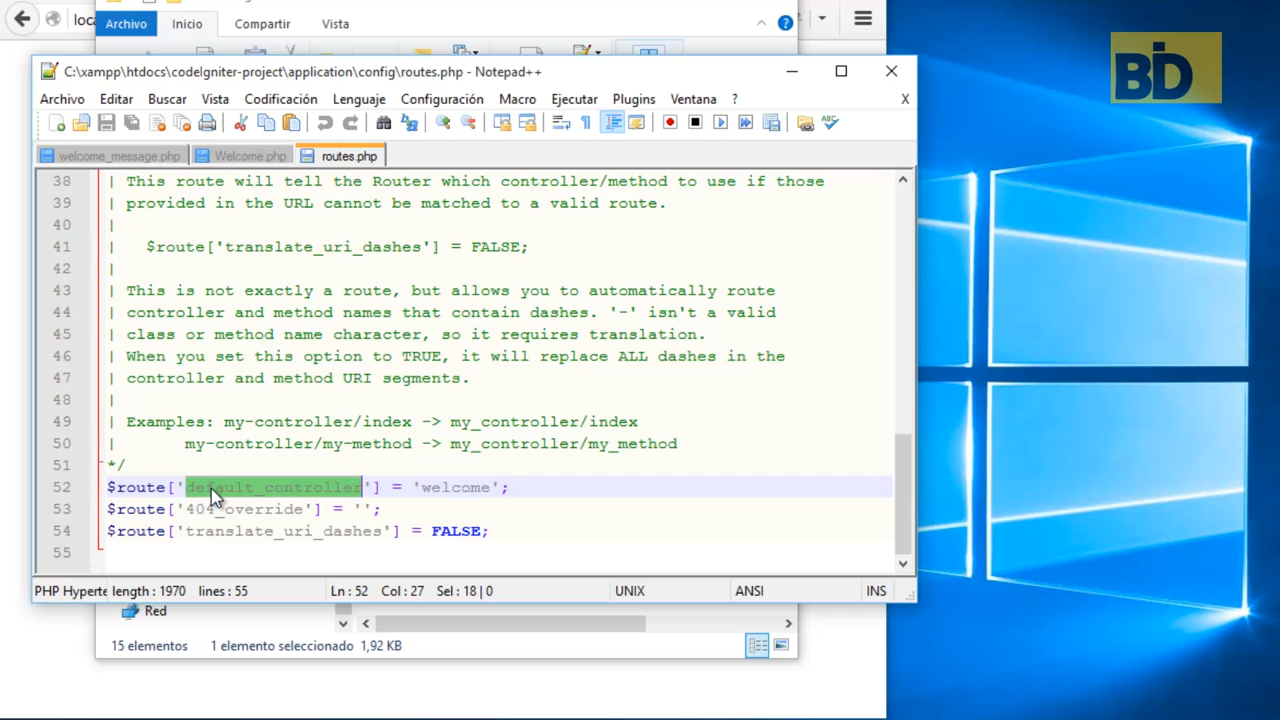 loca
Archivo
Inicio
Compartir
Vista
?
BD
C:\xampp\htdocs\codeIgniter-project\application\config\routes.php - Notepad++
Archivo Editar Buscar Vista Codificación Lenguaje Configuración Macro Ejecutar Plugins Ventana ? X
welcome_message.php Welcome.php routes.php
38 | This route will tell the Router which controller/method to use if those
39 | provided in the URL cannot be matched to a valid route.
40 |
41 | $route['translate_uri_dashes'] = FALSE;
42 |
43 | This is not exactly a route, but allows you to automatically route
44 | controller and method names that contain dashes. '-' isn't a valid
45 | class or method name character, so it requires translation.
46 | When you set this option to TRUE, it will replace ALL dashes in the
47 | controller and method URI segments.
48 |
49 | Examples: my-controller/index -> my_controller/index
50 | my-controller/my-method -> my_controller/my_method
51 */
52 $route['default_controller'] = 'welcome';
53 $route['404_override'] = '';
54 $route['translate_uri_dashes'] = FALSE;
55
PHP Hyperte length : 1970 lines : 55 Ln : 52 Col : 27 Sel : 18 | 0 UNIX ANSI INS
Red
15 elementos 1 elemento seleccionado 1,92 KB